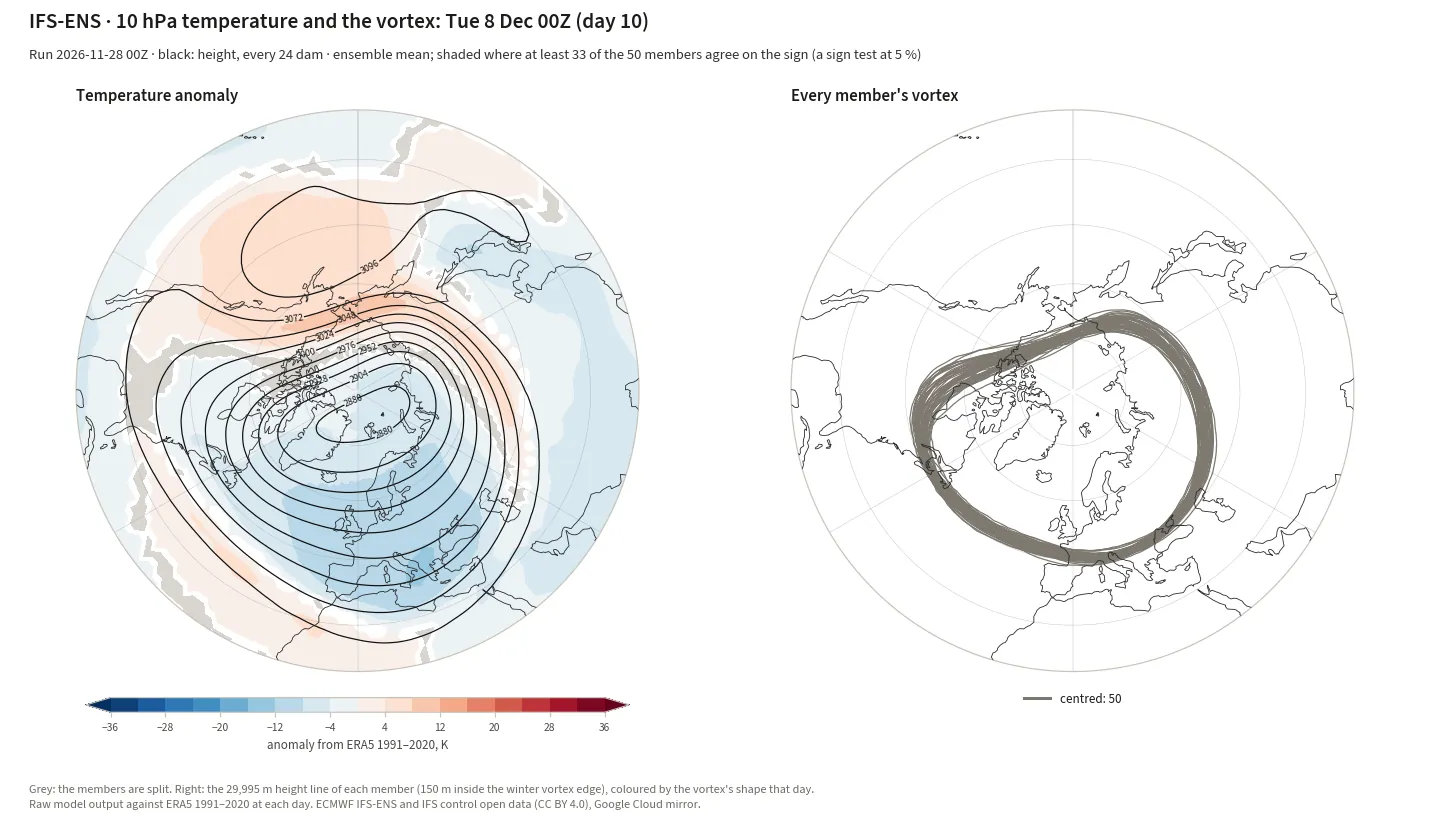 IFS-ENS · 10 hPa temperature and the vortex: Tue 8 Dec 00Z (day 10)
Run 2026-11-28 00Z · black: height, every 24 dam · ensemble mean; shaded where at least 33 of the 50 members agree on the sign (a sign test at 5 %)
Temperature anomaly
Every member's vortex
3096
3072
3048
3024
3000
2976
2952
2904
2880
2880
−36
−28
−20
−12
−4
4
12
20
28
36
anomaly from ERA5 1991–2020, K
centred: 50
Grey: the members are split. Right: the 29,995 m height line of each member (150 m inside the winter vortex edge), coloured by the vortex's shape that day.
Raw model output against ERA5 1991–2020 at each day. ECMWF IFS-ENS and IFS control open data (CC BY 4.0), Google Cloud mirror.